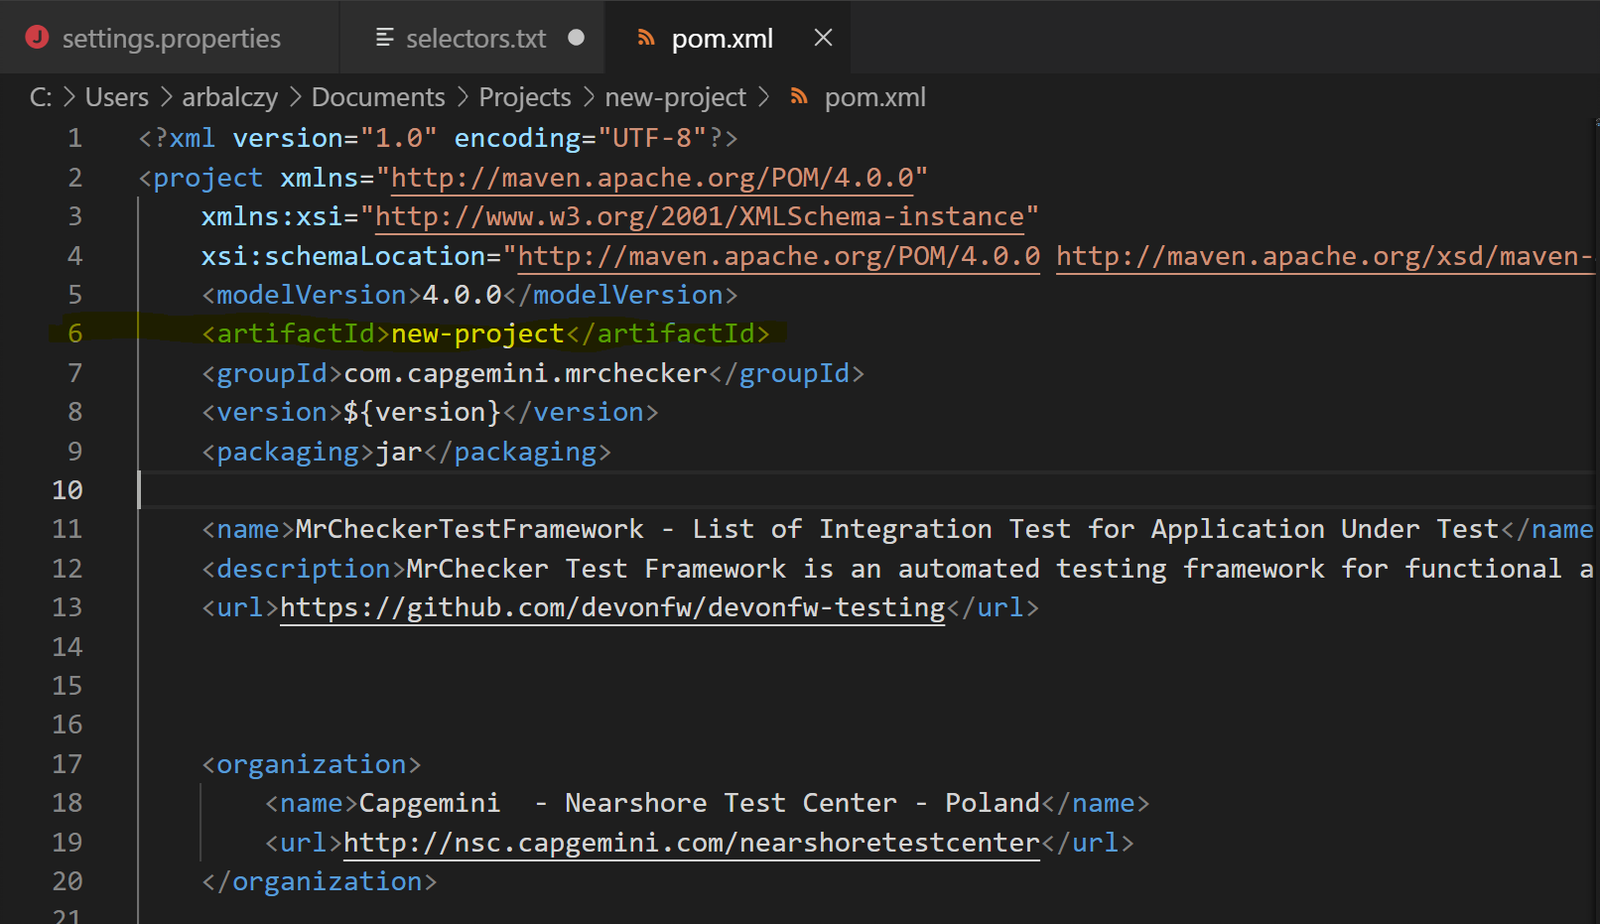 settings.properties selectors.txt pom.xml
C: > Users > arbalczy > Documents > Projects > new-project > pom.xml
1 <?xml version="1.0" encoding="UTF-8"?>
2 <project xmlns="http://maven.apache.org/POM/4.0.0"
3 xmlns:xsi="http://www.w3.org/2001/XMLSchema-instance"
4 xsi:schemaLocation="http://maven.apache.org/POM/4.0.0 http://maven.apache.org/xsd/maven-
5 <modelVersion>4.0.0</modelVersion>
6 <artifactId>new-project</artifactId>
7 <groupId>com.capgemini.mrchecker</groupId>
8 <version>${version}</version>
9 <packaging>jar</packaging>
10
11 <name>MrCheckerTestFramework - List of Integration Test for Application Under Test</name
12 <description>MrChecker Test Framework is an automated testing framework for functional a
13 <url>https://github.com/devonfw/devonfw-testing</url>
14
15
16
17 <organization>
18 <name>Capgemini  - Nearshore Test Center - Poland</name>
19 <url>http://nsc.capgemini.com/nearshoretestcenter</url>
20 </organization>
21